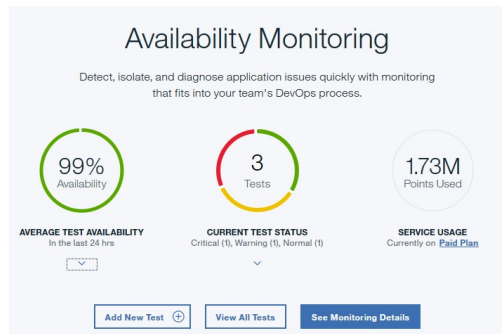 Availability Monitoring
Detect, isolate, and diagnose application issues quickly with monitoring
that fits into your team's DevOps process.
99%
Availability
3
Tests
1.73M
Points Used
AVERAGE TEST AVAILABILITY
In the last 24 hrs
CURRENT TEST STATUS
Critical (1), Warning (1), Normal (1)
SERVICE USAGE
Currently on Paid Plan
Add New Test
View All Tests
See Monitoring Details